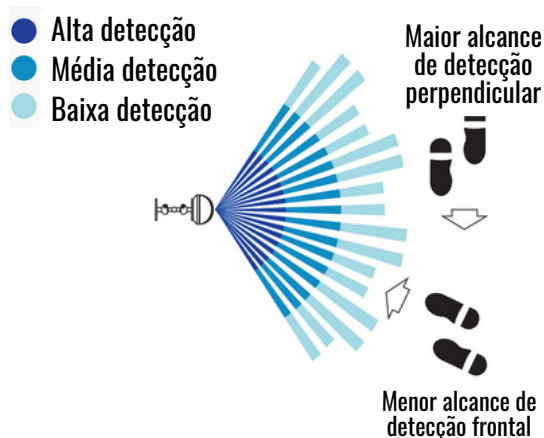 Alta detecção
Média detecção
Baixa detecção
Maior alcance
de detecção
perpendicular
Menor alcance de
detecção frontal